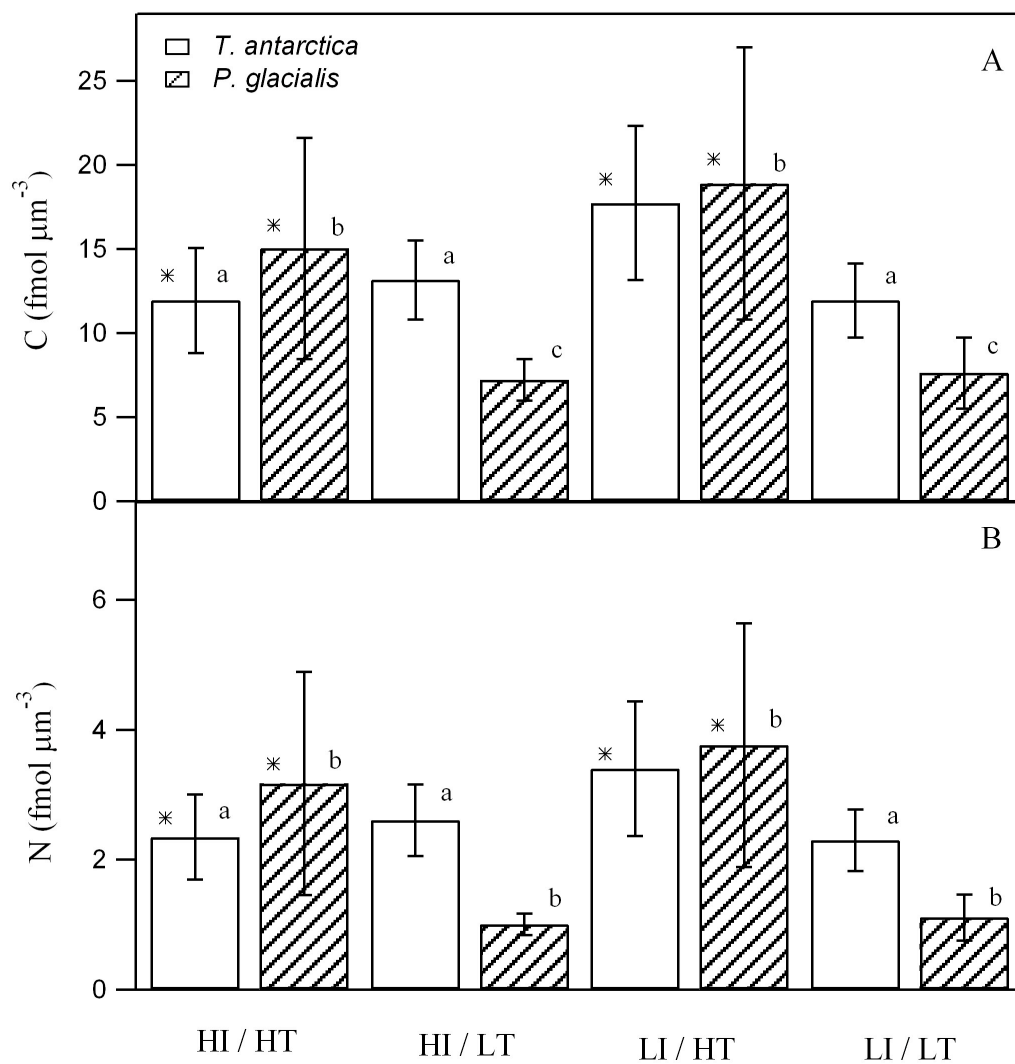 T. antarctica
P. glacialis
A
25
20
15
10
5
0
C (fmol μm⁻³)
* a * b a c * * b a c
B
6
4
2
0
N (fmol μm⁻³)
* a * b a b * * b a b
HI / HT HI / LT LI / HT LI / LT